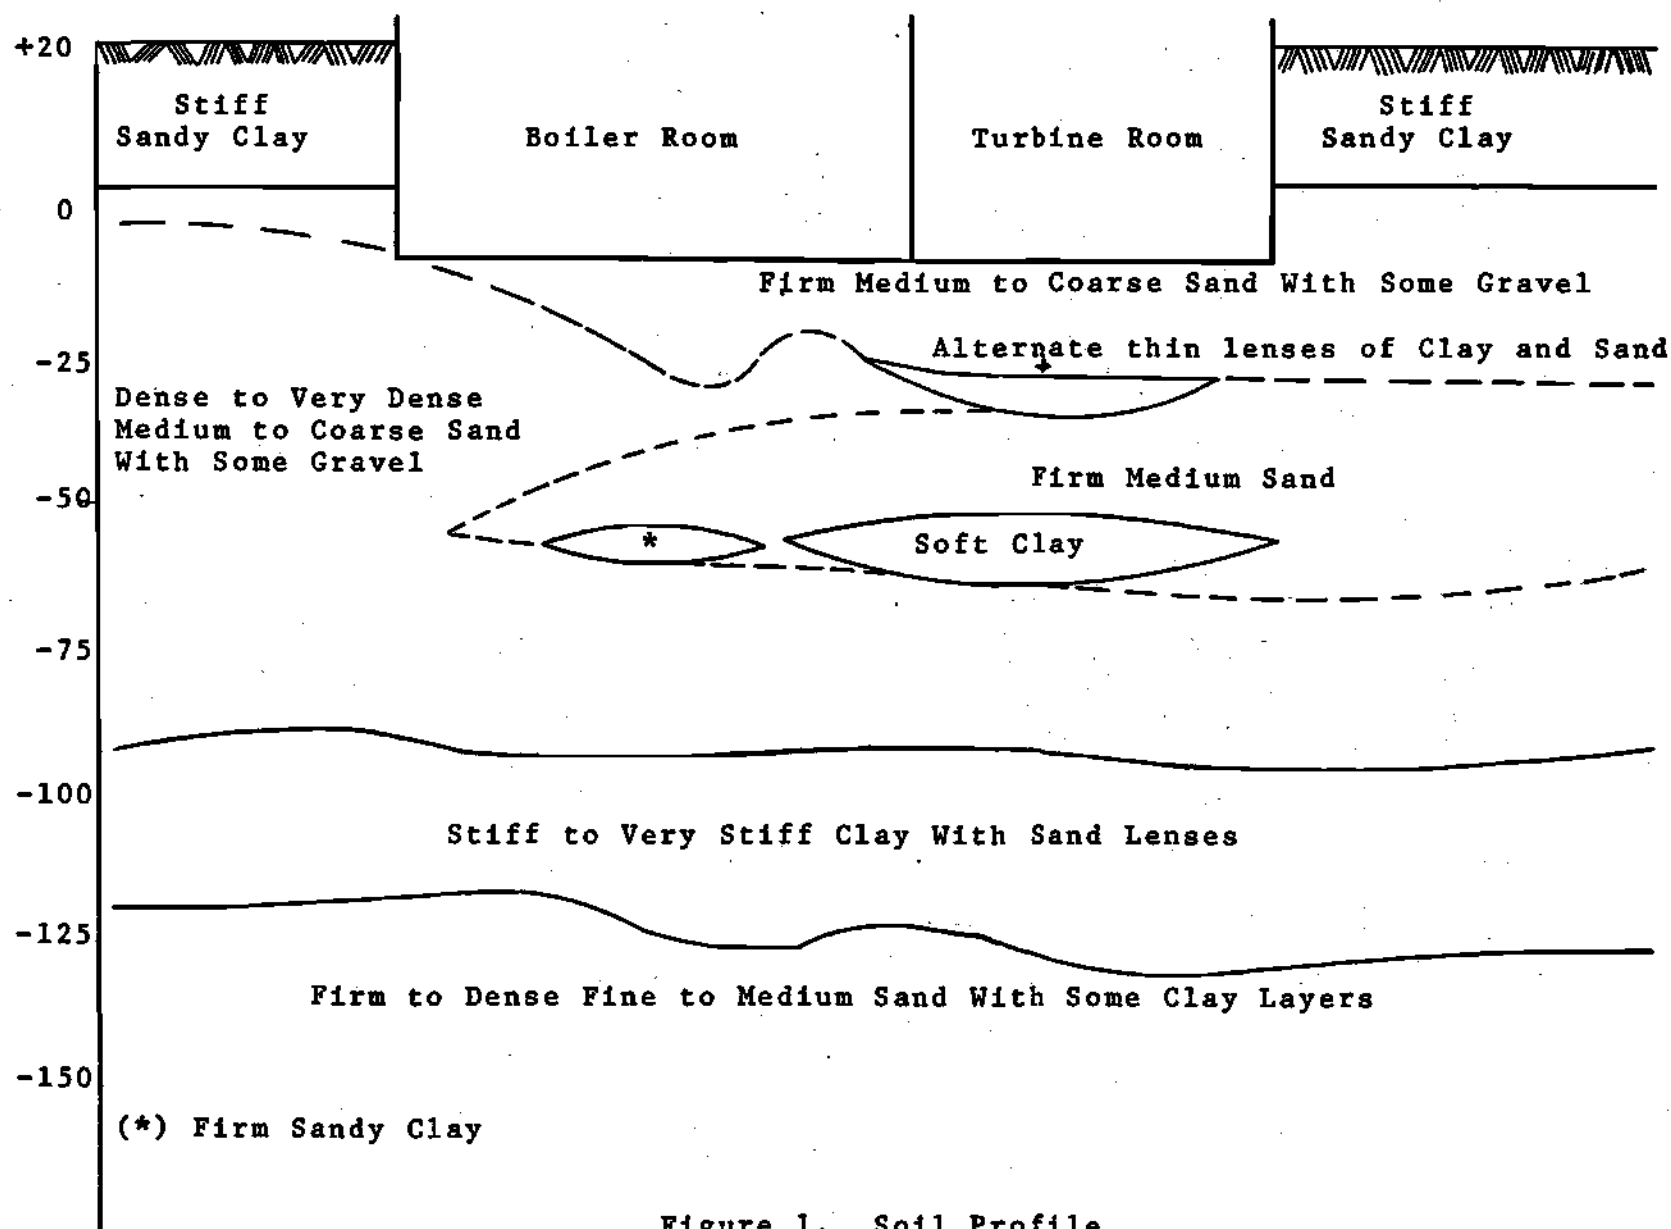 +20
Stiff
Sandy Clay
Boiler Room
Turbine Room
Stiff
Sandy Clay
0
Firm Medium to Coarse Sand With Some Gravel
Alternate thin lenses of Clay and Sand
-25
Dense to Very Dense
Medium to Coarse Sand
With Some Gravel
Firm Medium Sand
-50
*
Soft Clay
-75
-100
Stiff to Very Stiff Clay With Sand Lenses
-125
Firm to Dense Fine to Medium Sand With Some Clay Layers
-150
(*) Firm Sandy Clay
Figure 1. Soil Profile